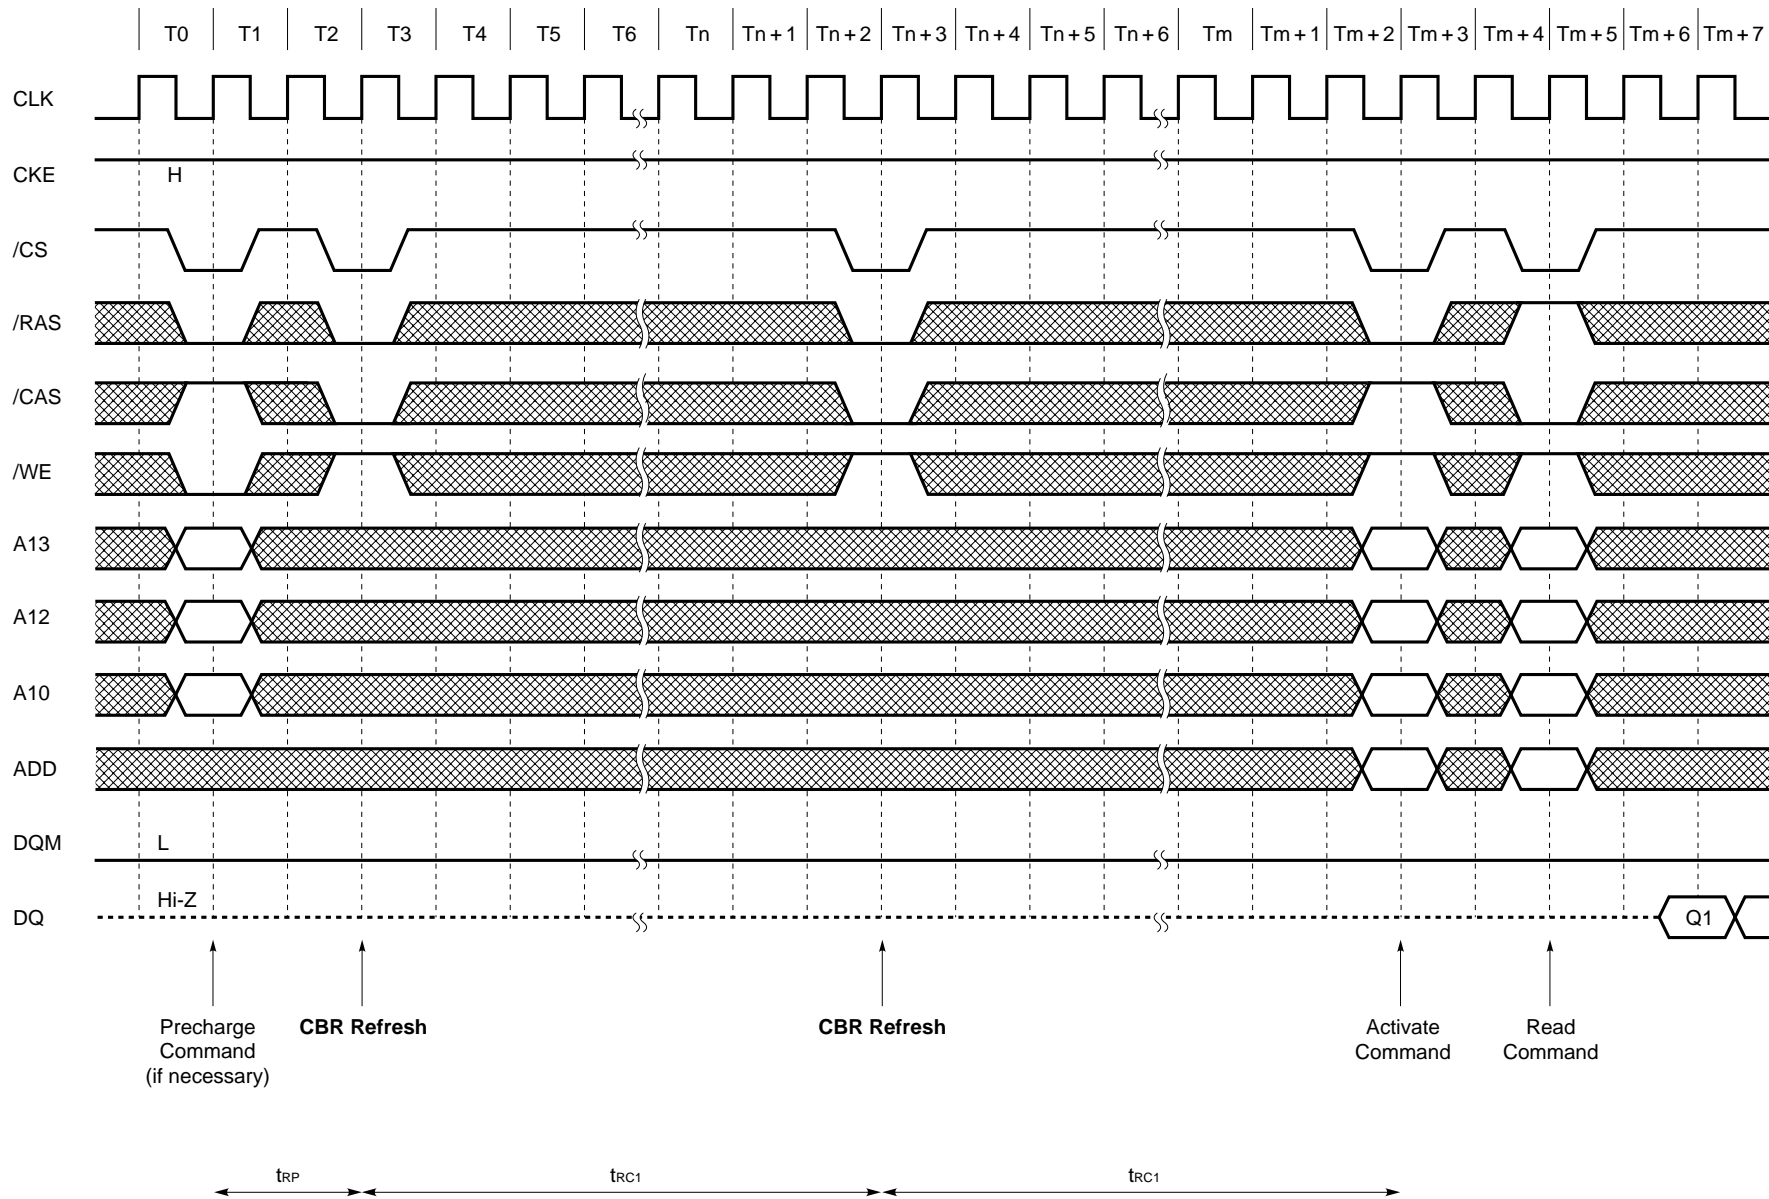 T0 T1 T2 T3 T4 T5 T6 Tn Tn + 1 Tn + 2 Tn + 3 Tn + 4 Tn + 5 Tn + 6 Tm Tm + 1 Tm + 2 Tm + 3 Tm + 4 Tm + 5 Tm + 6 Tm + 7
CLK
CKE H
/CS
/RAS
/CAS
/WE
A13
A12
A10
ADD
DQM L
DQ Hi-Z Q1
Precharge
Command
(if necessary)
CBR Refresh
CBR Refresh
Activate
Command
Read
Command
tRP tRC1 tRC1